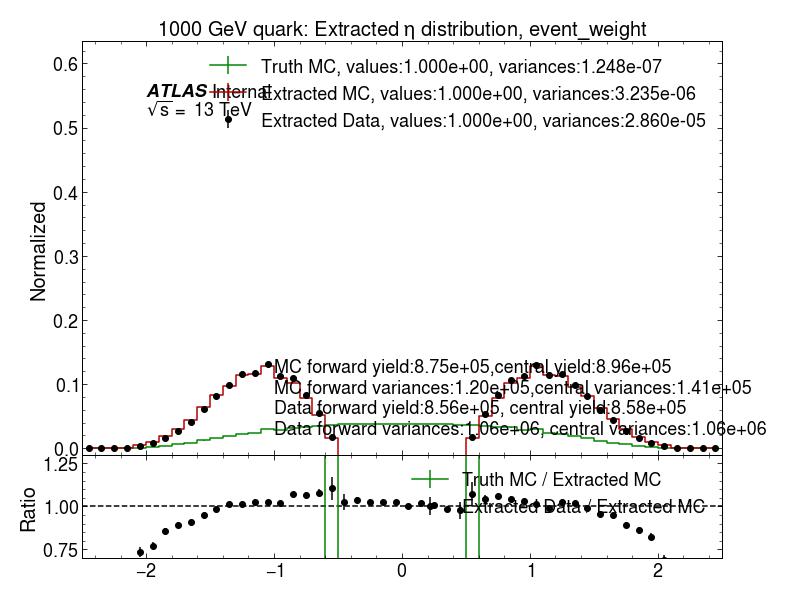 1000 GeV quark: Extracted η distribution, event_weight
Truth MC, values:1.000e+00, variances:1.248e-07
ATLAS Internal
Extracted MC, values:1.000e+00, variances:3.235e-06
√s = 13 TeV
Extracted Data, values:1.000e+00, variances:2.860e-05
Normalized
0.6
0.5
0.4
0.3
0.2
0.1
0.0
MC forward yield:8.75e+05,central yield:8.96e+05
MC forward variances:1.20e+05,central variances:1.41e+05
Data forward yield:8.56e+05, central yield:8.58e+05
Data forward variances:1.06e+06, central variances:1.06e+06
Ratio
1.25
1.00
0.75
Truth MC / Extracted MC
Extracted Data / Extracted MC
−2 −1 0 1 2